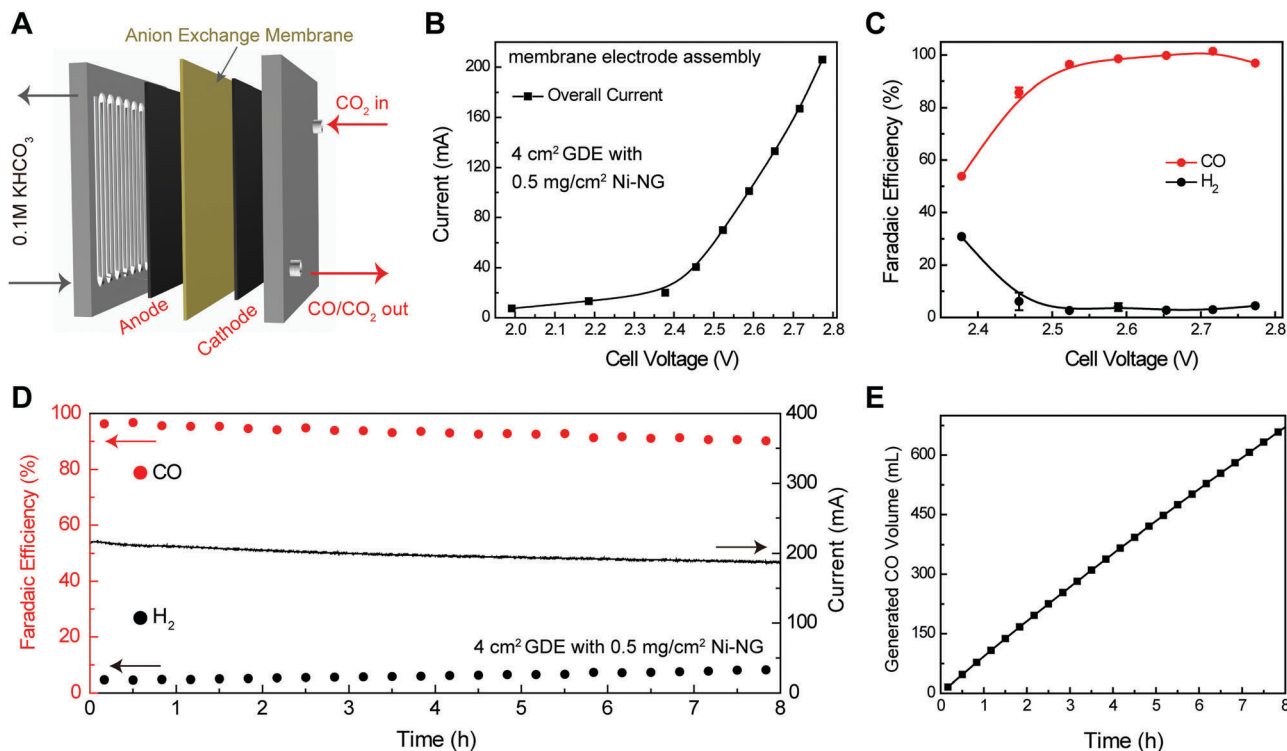 A
Anion Exchange Membrane
0.1M KHCO₃
CO₂ in
CO/CO₂ out
Anode
Cathode
B
membrane electrode assembly
Overall Current
4 cm² GDE with
0.5 mg/cm² Ni-NG
Current (mA)
200
160
120
80
40
0
2.0 2.1 2.2 2.3 2.4 2.5 2.6 2.7 2.8
Cell Voltage (V)
C
Faradaic Efficiency (%)
100
80
60
40
20
0
CO
H₂
2.4 2.5 2.6 2.7 2.8
Cell Voltage (V)
D
Faradaic Efficiency (%)
100
80
60
40
20
0
CO
H₂
4 cm² GDE with 0.5 mg/cm² Ni-NG
400
300
200
100
0
Current (mA)
0 1 2 3 4 5 6 7 8
Time (h)
E
Generated CO Volume (mL)
600
450
300
150
0
0 1 2 3 4 5 6 7 8
Time (h)